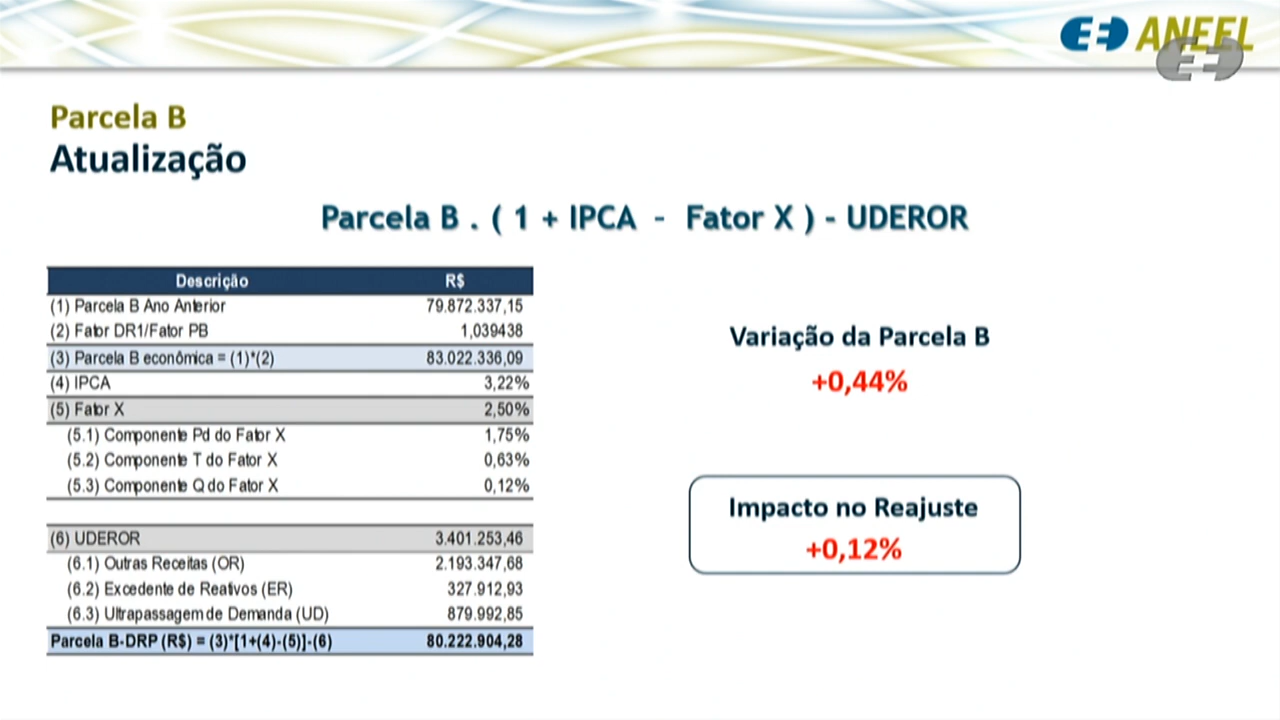 ANEEL
Parcela B
Atualização
Parcela B . ( 1 + IPCA - Fator X ) - UDEROR
Descrição R$
(1) Parcela B Ano Anterior 79.872.337,15
(2) Fator DR1/Fator PB 1,039438
(3) Parcela B econômica = (1)*(2) 83.022.336,09
(4) IPCA 3,22%
(5) Fator X 2,50%
(5.1) Componente Pd do Fator X 1,75%
(5.2) Componente T do Fator X 0,63%
(5.3) Componente Q do Fator X 0,12%
(6) UDEROR 3.401.253,46
(6.1) Outras Receitas (OR) 2.193.347,68
(6.2) Excedente de Reativos (ER) 327.912,93
(6.3) Ultrapassagem de Demanda (UD) 879.992,85
Parcela B-DRP (R$) = (3)*[1+(4)-(5)]-(6) 80.222.904,28
Variação da Parcela B
+0,44%
Impacto no Reajuste
+0,12%